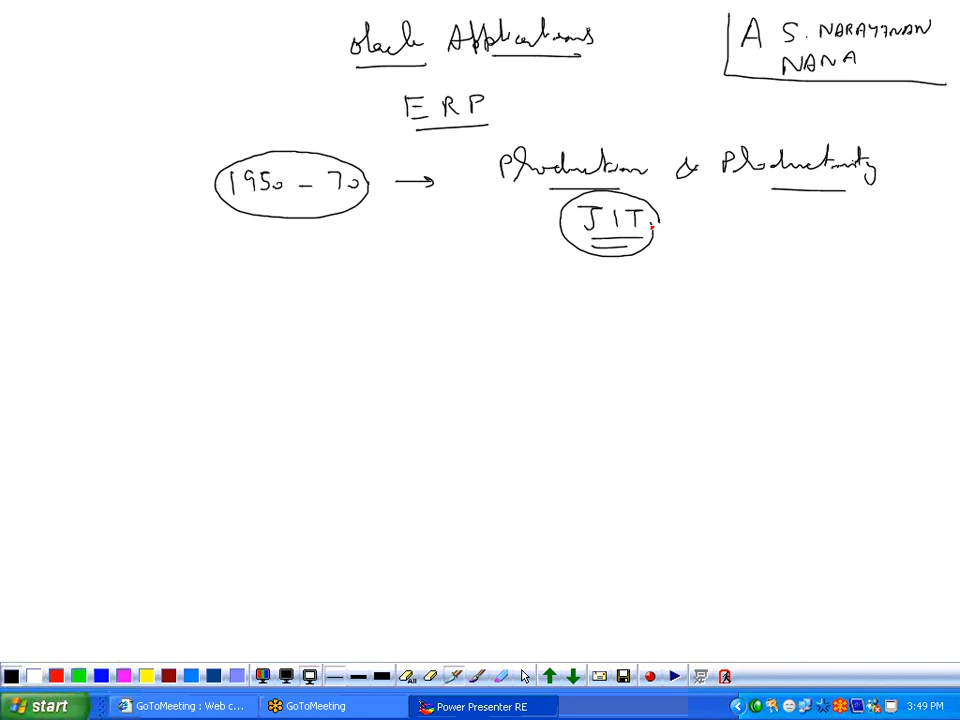 Oracle Applications
A S. NARAYANAN
NANA
ERP
1950 - 70 → Production & Productivity
JIT.
start
GoToMeeting : Web c...
GoToMeeting
Power Presenter RE
3:49 PM